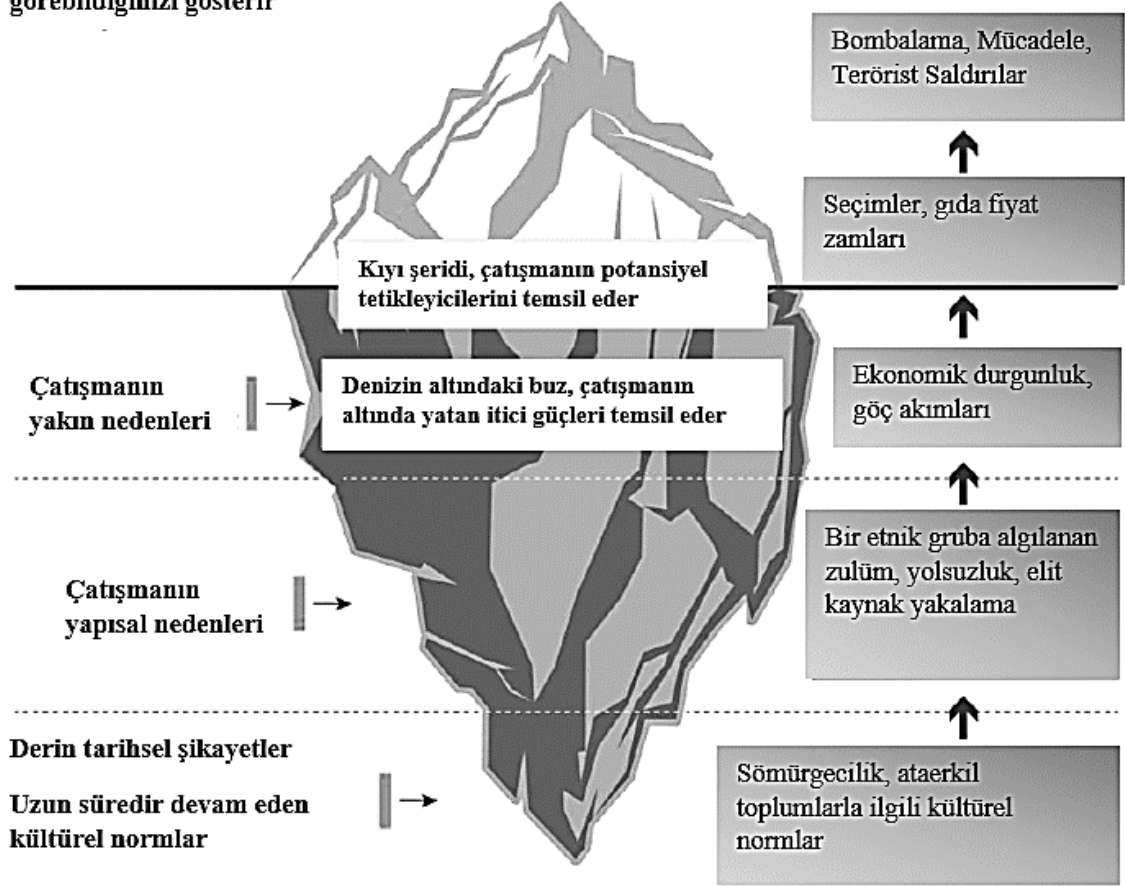 görebildiğimizi gösterir
Bombalama, Mücadele,
Terörist Saldırılar
Seçimler, gıda fiyat
zamları
Kıyı şeridi, çatışmanın potansiyel
tetikleyicilerini temsil eder
Çatışmanın
yakın nedenleri
Denizin altındaki buz, çatışmanın
altında yatan itici güçleri temsil eder
Ekonomik durgunluk,
göç akımları
Çatışmanın
yapısal nedenleri
Bir etnik gruba algılanan
zulüm, yolsuzluk, elit
kaynak yakalama
Derin tarihsel şikayetler
Uzun süredir devam eden
kültürel normlar
Sömürgecilik, ataerkil
toplumlarla ilgili kültürel
normlar